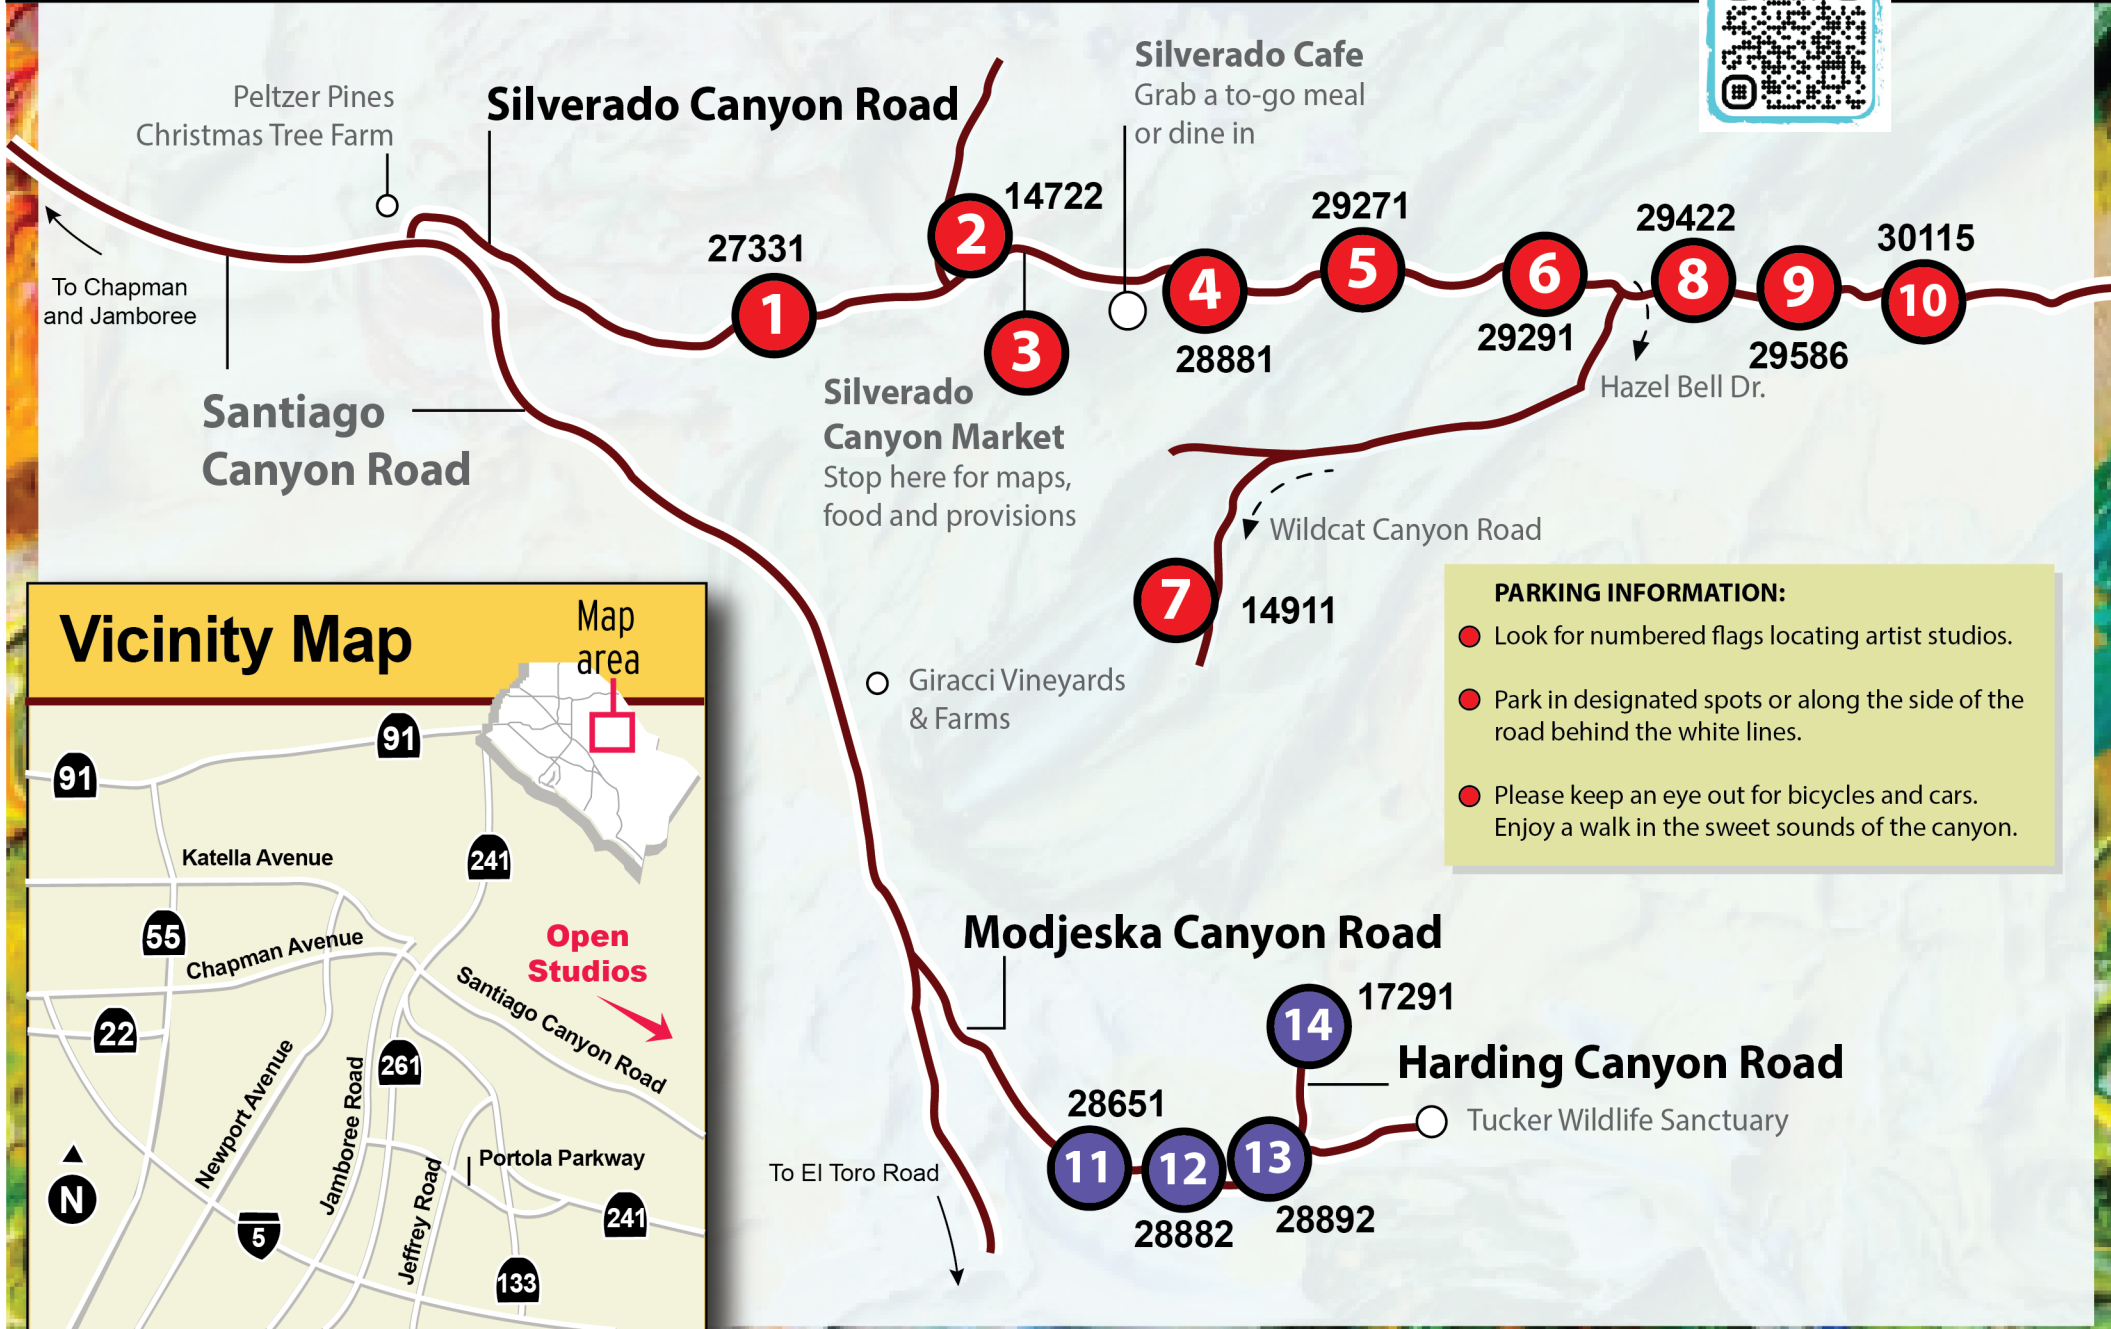 Silverado Cafe
Grab a to-go meal
or dine in
Peltzer Pines
Christmas Tree Farm
Silverado Canyon Road
To Chapman
and Jamboree
Santiago
Canyon Road
27331
1
2
14722
3
Silverado
Canyon Market
Stop here for maps,
food and provisions
4
28881
29271
5
6
29291
29422
8
9
29586
30115
10
Hazel Bell Dr.
Wildcat Canyon Road
7
14911
Giracci Vineyards
& Farms
PARKING INFORMATION:
Look for numbered flags locating artist studios.
Park in designated spots or along the side of the
road behind the white lines.
Please keep an eye out for bicycles and cars.
Enjoy a walk in the sweet sounds of the canyon.
Modjeska Canyon Road
14
17291
Harding Canyon Road
Tucker Wildlife Sanctuary
28651
11
12
13
28882
28892
To El Toro Road
Vicinity Map
Map
area
91
91
241
Katella Avenue
55
Chapman Avenue
Open
Studios
Santiago Canyon Road
22
261
Newport Avenue
Jamboree Road
Jeffrey Road
Portola Parkway
N
5
241
133